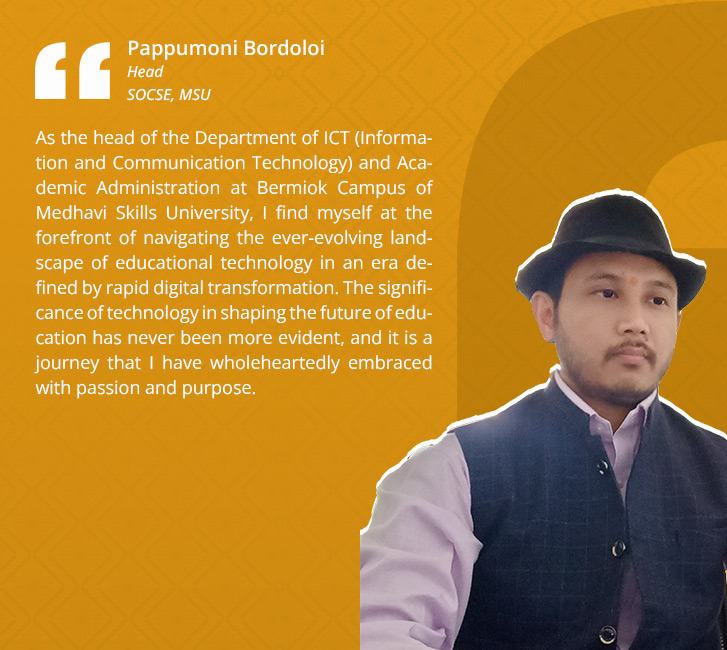 Pappumoni Bordoloi
Head
SOCSE, MSU
As the head of the Department of ICT (Informa-
tion and Communication Technology) and Aca-
demic Administration at Bermiok Campus of
Medhavi Skills University, I find myself at the
forefront of navigating the ever-evolving land-
scape of educational technology in an era de-
fined by rapid digital transformation. The signifi-
cance of technology in shaping the future of edu-
cation has never been more evident, and it is a
journey that I have wholeheartedly embraced
with passion and purpose.